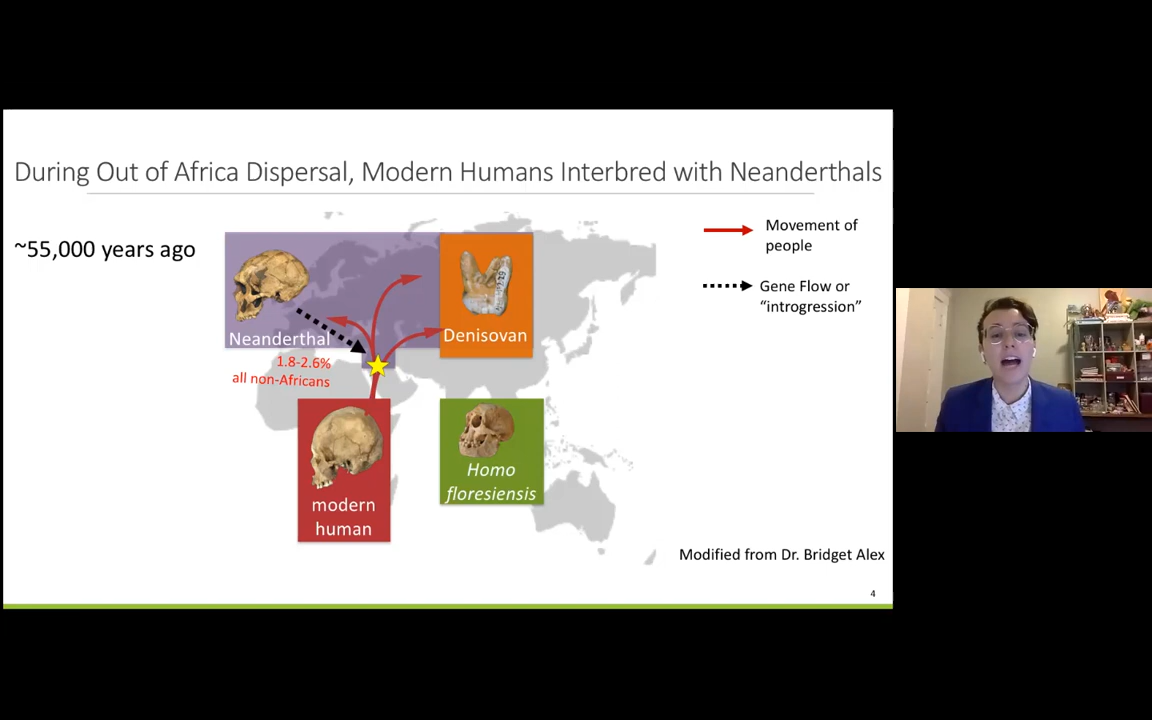 During Out of Africa Dispersal, Modern Humans Interbred with Neanderthals
~55,000 years ago
Movement of
people
Gene Flow or
“introgression”
Neanderthal
1.8-2.6%
all non-Africans
Denisovan
modern
human
Homo
floresiensis
Modified from Dr. Bridget Alex
4